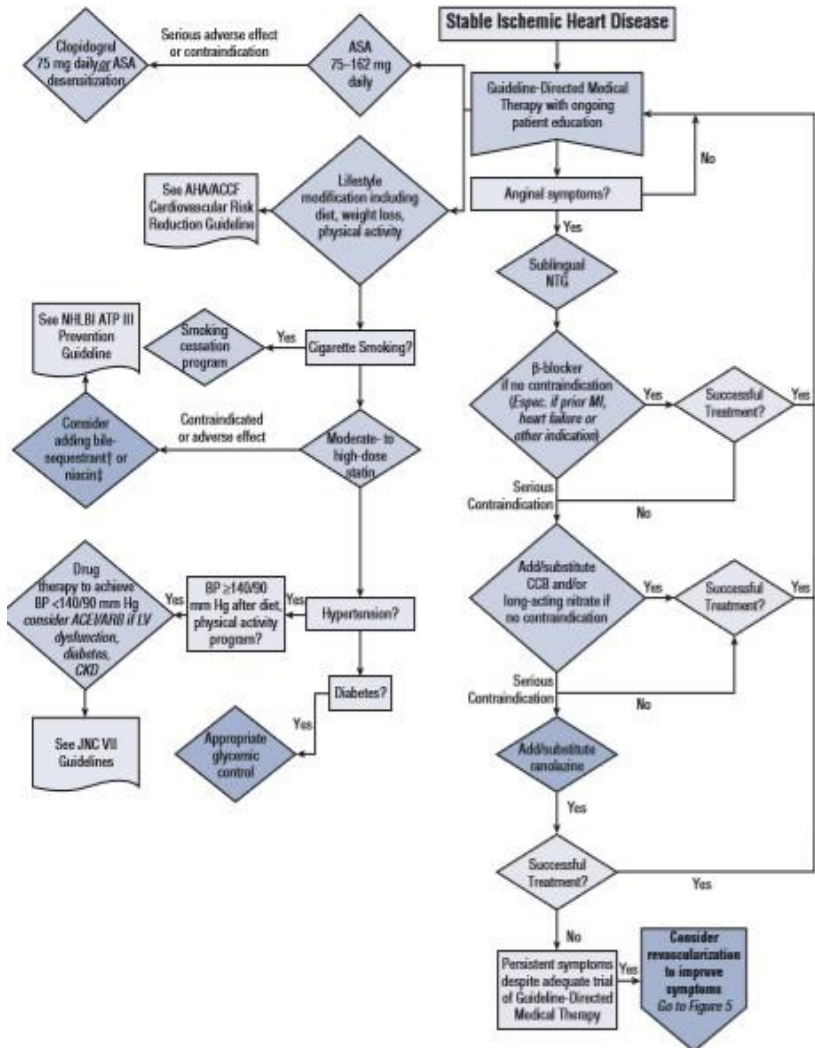 Stable Ischemic Heart Disease
Clopidogrel
75 mg daily or ASA
desensitization
Serious adverse effect
or contraindication
ASA
75–162 mg
daily
Guideline-Directed Medical
Therapy with ongoing
patient education
No
Anginal symptoms?
Yes
See AHA/ACCF
Cardiovascular Risk
Reduction Guideline
Lifestyle
modification including
diet, weight loss,
physical activity
Sublingual
NTG
See NHLBI ATP III
Prevention
Guideline
Smoking
cessation
program
Yes
Cigarette Smoking?
β-blocker
if no contraindication
(Espec. if prior MI,
heart failure or
other indication)
Yes
Successful
Treatment?
Yes
Consider
adding bile-
sequestrant† or
niacin‡
Contraindicated
or adverse effect
Moderate- to
high-dose
statin
Serious
Contraindication
No
Drug
therapy to achieve
BP <140/90 mm Hg
consider ACEI/ARB if LV
dysfunction,
diabetes,
CKD
Yes
BP ≥140/90
mm Hg after diet,
physical activity
program?
Yes
Hypertension?
Add/substitute
CCB and/or
long-acting nitrate if
no contraindication
Yes
Successful
Treatment?
Yes
Serious
Contraindication
No
Diabetes?
Yes
See JNC VII
Guidelines
Appropriate
glycemic
control
Add/substitute
ranolazine
Yes
Successful
Treatment?
Yes
No
Persistent symptoms
despite adequate trial
of Guideline-Directed
Medical Therapy
Yes
Consider
revascularization
to improve
symptoms
Go to Figure 5